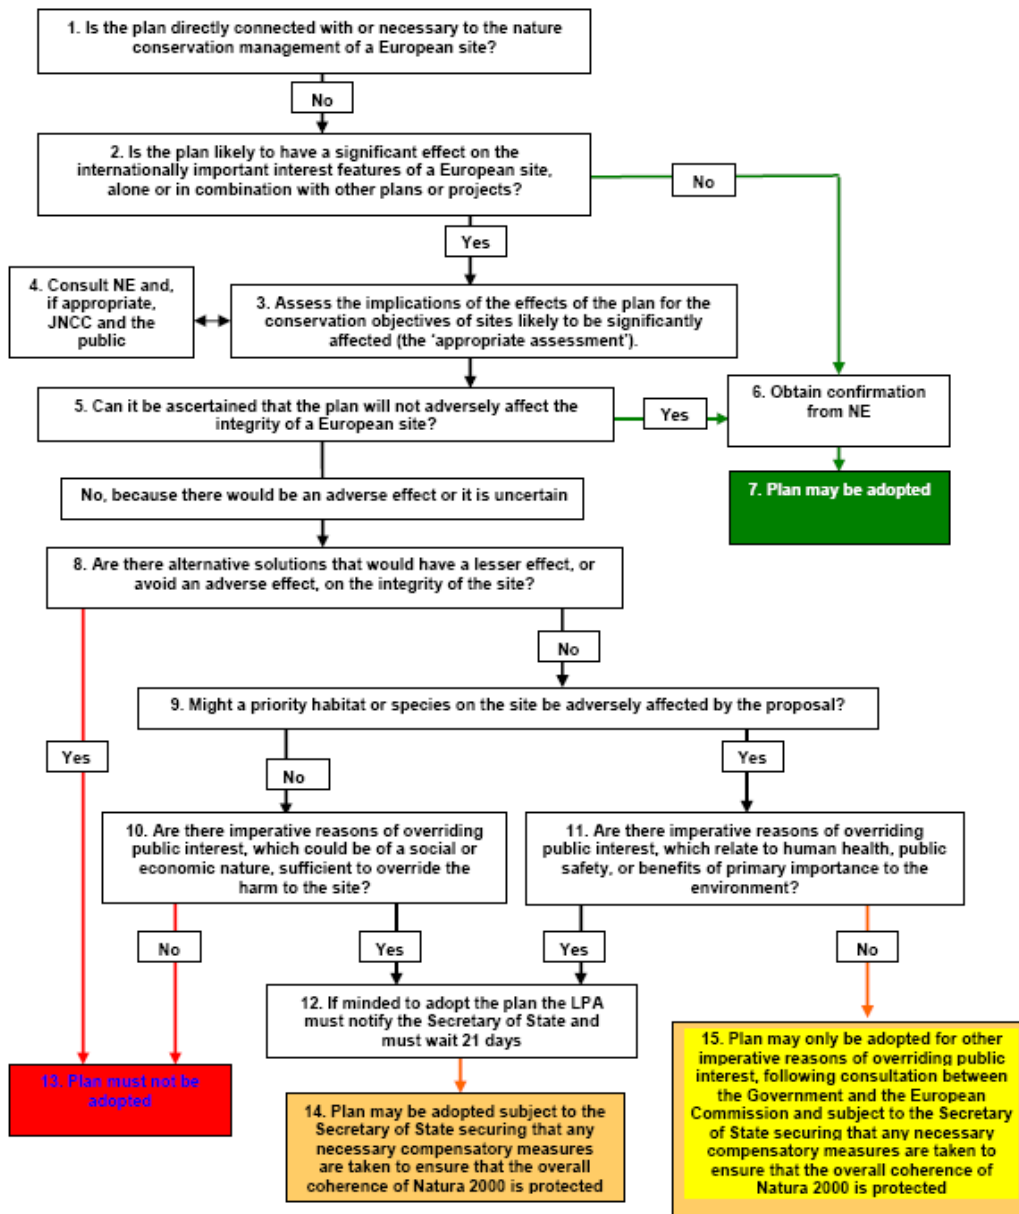 1. Is the plan directly connected with or necessary to the nature
conservation management of a European site?
No
2. Is the plan likely to have a significant effect on the
internationally important interest features of a European site,
alone or in combination with other plans or projects?
No
Yes
4. Consult NE and,
if appropriate,
JNCC and the
public
3. Assess the implications of the effects of the plan for the
conservation objectives of sites likely to be significantly
affected (the 'appropriate assessment').
5. Can it be ascertained that the plan will not adversely affect the
integrity of a European site?
Yes
6. Obtain confirmation
from NE
No, because there would be an adverse effect or it is uncertain
7. Plan may be adopted
8. Are there alternative solutions that would have a lesser effect, or
avoid an adverse effect, on the integrity of the site?
No
9. Might a priority habitat or species on the site be adversely affected by the proposal?
Yes
No
Yes
10. Are there imperative reasons of overriding
public interest, which could be of a social or
economic nature, sufficient to override the
harm to the site?
11. Are there imperative reasons of overriding
public interest, which relate to human health, public
safety, or benefits of primary importance to the
environment?
No
Yes
Yes
No
12. If minded to adopt the plan the LPA
must notify the Secretary of State and
must wait 21 days
13. Plan must not be
adopted
14. Plan may be adopted subject to the
Secretary of State securing that any
necessary compensatory measures
are taken to ensure that the overall
coherence of Natura 2000 is protected
15. Plan may only be adopted for other
imperative reasons of overriding public
interest, following consultation between
the Government and the European
Commission and subject to the Secretary
of State securing that any necessary
compensatory measures are taken to
ensure that the overall coherence of
Natura 2000 is protected